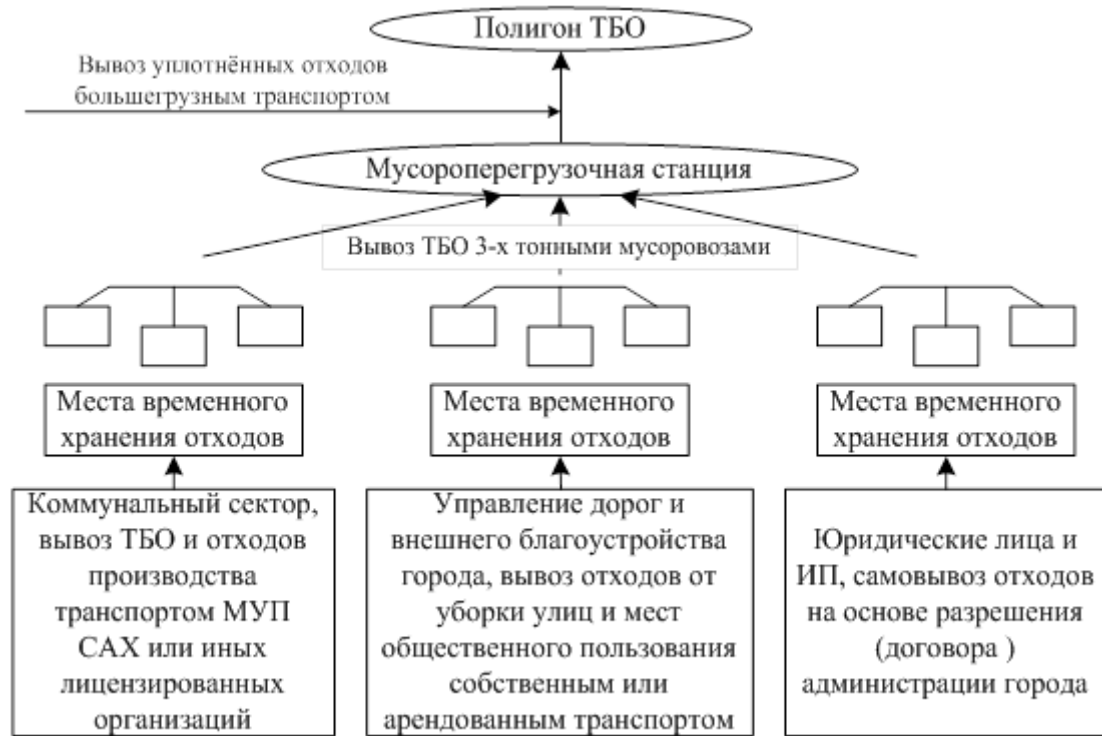 Полигон ТБО
Вывоз уплотнённых отходов
большегрузным транспортом
Мусороперегрузочная станция
Вывоз ТБО 3-х тонными мусоровозами
Места временного
хранения отходов
Места временного
хранения отходов
Места временного
хранения отходов
Коммунальный сектор,
вывоз ТБО и отходов
производства
транспортом МУП
САХ или иных
лицензированных
организаций
Управление дорог и
внешнего благоустройства
города, вывоз отходов от
уборки улиц и мест
общественного пользования
собственным или
арендованным транспортом
Юридические лица и
ИП, самовывоз отходов
на основе разрешения
(договора )
администрации города